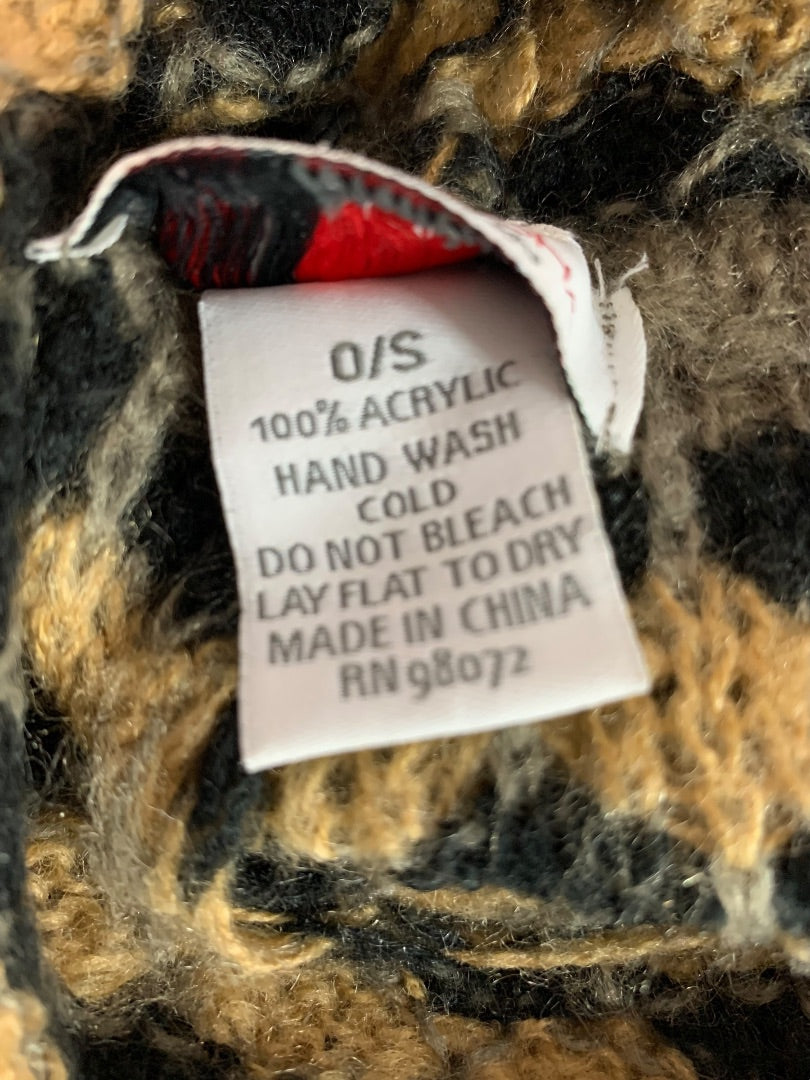 O/S
100% ACRYLIC
HAND WASH
COLD
DO NOT BLEACH
LAY FLAT TO DRY
MADE IN CHINA
RN 98072